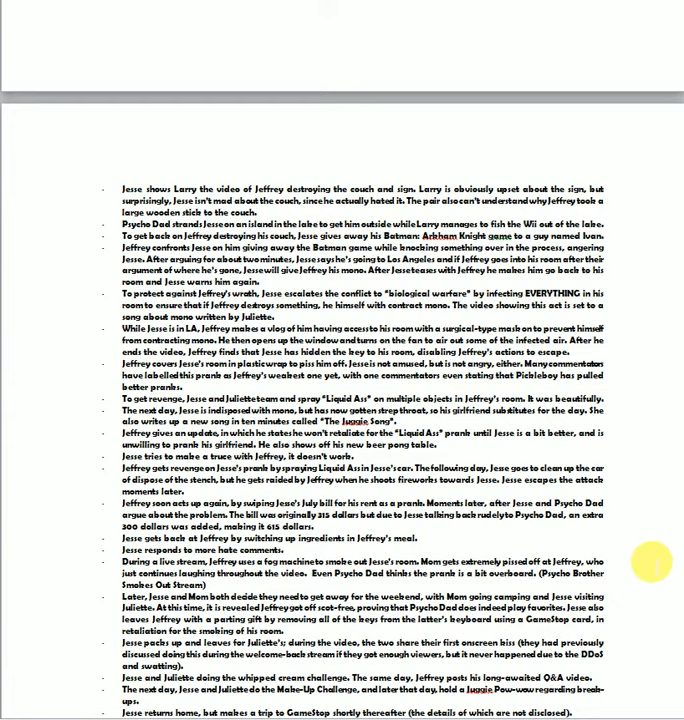 - Jesse shows Larry the video of Jeffrey destroying the couch and sign. Larry is obviously upset about the sign, but
surprisingly, Jesse isn't mad about the couch, since he actually hated it. The pair also can't understand why Jeffrey took a
large wooden stick to the couch.
- Psycho Dad strands Jesse on an island in the lake to get him outside while Larry manages to fish the Wii out of the lake.
- To get back on Jeffrey destroying his couch, Jesse gives away his Batman: Arkham Knight game to a guy named Ivan.
- Jeffrey confronts Jesse on him giving away the Batman game while knocking something over in the process, angering
Jesse. After arguing for about two minutes, Jesse says he's going to Los Angeles and if Jeffrey goes into his room after their
argument of where he's gone, Jesse will give Jeffrey his mono. After Jesse teases with Jeffrey he makes him go back to his
room and Jesse warns him again.
- To protect against Jeffrey's wrath, Jesse escalates the conflict to "biological warfare" by infecting EVERYTHING in his
room to ensure that if Jeffrey destroys something, he himself with contract mono. The video showing this act is set to a
song about mono written by Juliette.
- While Jesse is in LA, Jeffrey makes a vlog of him having access to his room with a surgical-type mask on to prevent himself
from contracting mono. He then opens up the window and turns on the fan to air out some of the infected air. After he
ends the video, Jeffrey finds that Jesse has hidden the key to his room, disabling Jeffrey's actions to escape.
- Jeffrey covers Jesse's room in plastic wrap to piss him off. Jesse is not amused, but is not angry, either. Many commentators
have labelled this prank as Jeffrey's weakest one yet, with one commenters even stating that Pickleboy has pulled
better pranks.
- To get revenge, Jesse and Juliette team and spray "Liquid Ass" on multiple objects in Jeffrey's room. It was beautifully.
- The next day, Jesse is indisposed with mono, but has now gotten strep throat, so his girlfriend substitutes for the day. She
also writes up a new song in ten minutes called "The Juggie Song".
- Jeffrey gives an update, in which he states he won't retaliate for the "Liquid Ass" prank until Jesse is a bit better, and is
unwilling to prank his girlfriend. He also shows off his new beer pong table.
- Jesse tries to make a truce with Jeffrey, it doesn't work.
- Jeffrey gets revenge on Jesse's prank by spraying Liquid Ass in Jesse's car. The following day, Jesse goes to clean up the car
of dispose of the stench, but he gets raided by Jeffrey when he shoots fireworks towards Jesse. Jesse escapes the attack
moments later.
- Jeffrey soon acts up again, by swiping Jesse's July bill for his rent as a prank. Moments later, after Jesse and Psycho Dad
argue about the problem. The bill was originally 315 dollars but due to Jesse talking back rudely to Psycho Dad, an extra
300 dollars was added, making it 615 dollars.
- Jesse gets back at Jeffrey by switching up ingredients in Jeffrey's meal.
- Jesse responds to more hate comments.
- During a live stream, Jeffrey uses a fog machine to smoke out Jesse's room. Mom gets extremely pissed off at Jeffrey, who
just continues laughing throughout the video. Even Psycho Dad thinks the prank is a bit overboard. (Psycho Brother
Smokes Out Stream)
- Later, Jesse and Mom both decide they need to get away for the weekend, with Mom going camping and Jesse visiting
Juliette. At this time, it is revealed Jeffrey got off scot-free, proving that Psycho Dad does indeed play favorites. Jesse also
leaves Jeffrey with a parting gift by removing all of the keys from the latter's keyboard using a GameStop card, in
retaliation for the smoking of his room.
- Jesse packs up and leaves for Juliette's; during the video, the two share their first onscreen kiss (they had previously
discussed doing this during the welcome-back stream if they got enough viewers, but it never happened due to the DDoS
and swatting).
- Jesse and Juliette doing the whipped cream challenge. The same day, Jeffrey posts his long-awaited Q&A video.
- The next day, Jesse and Juliette do the Make-Up Challenge, and later that day, hold a Juggie Pow-wow regarding break-
ups.
- Jesse returns home, but makes a trip to GameStop shortly thereafter (the details of which are not disclosed).